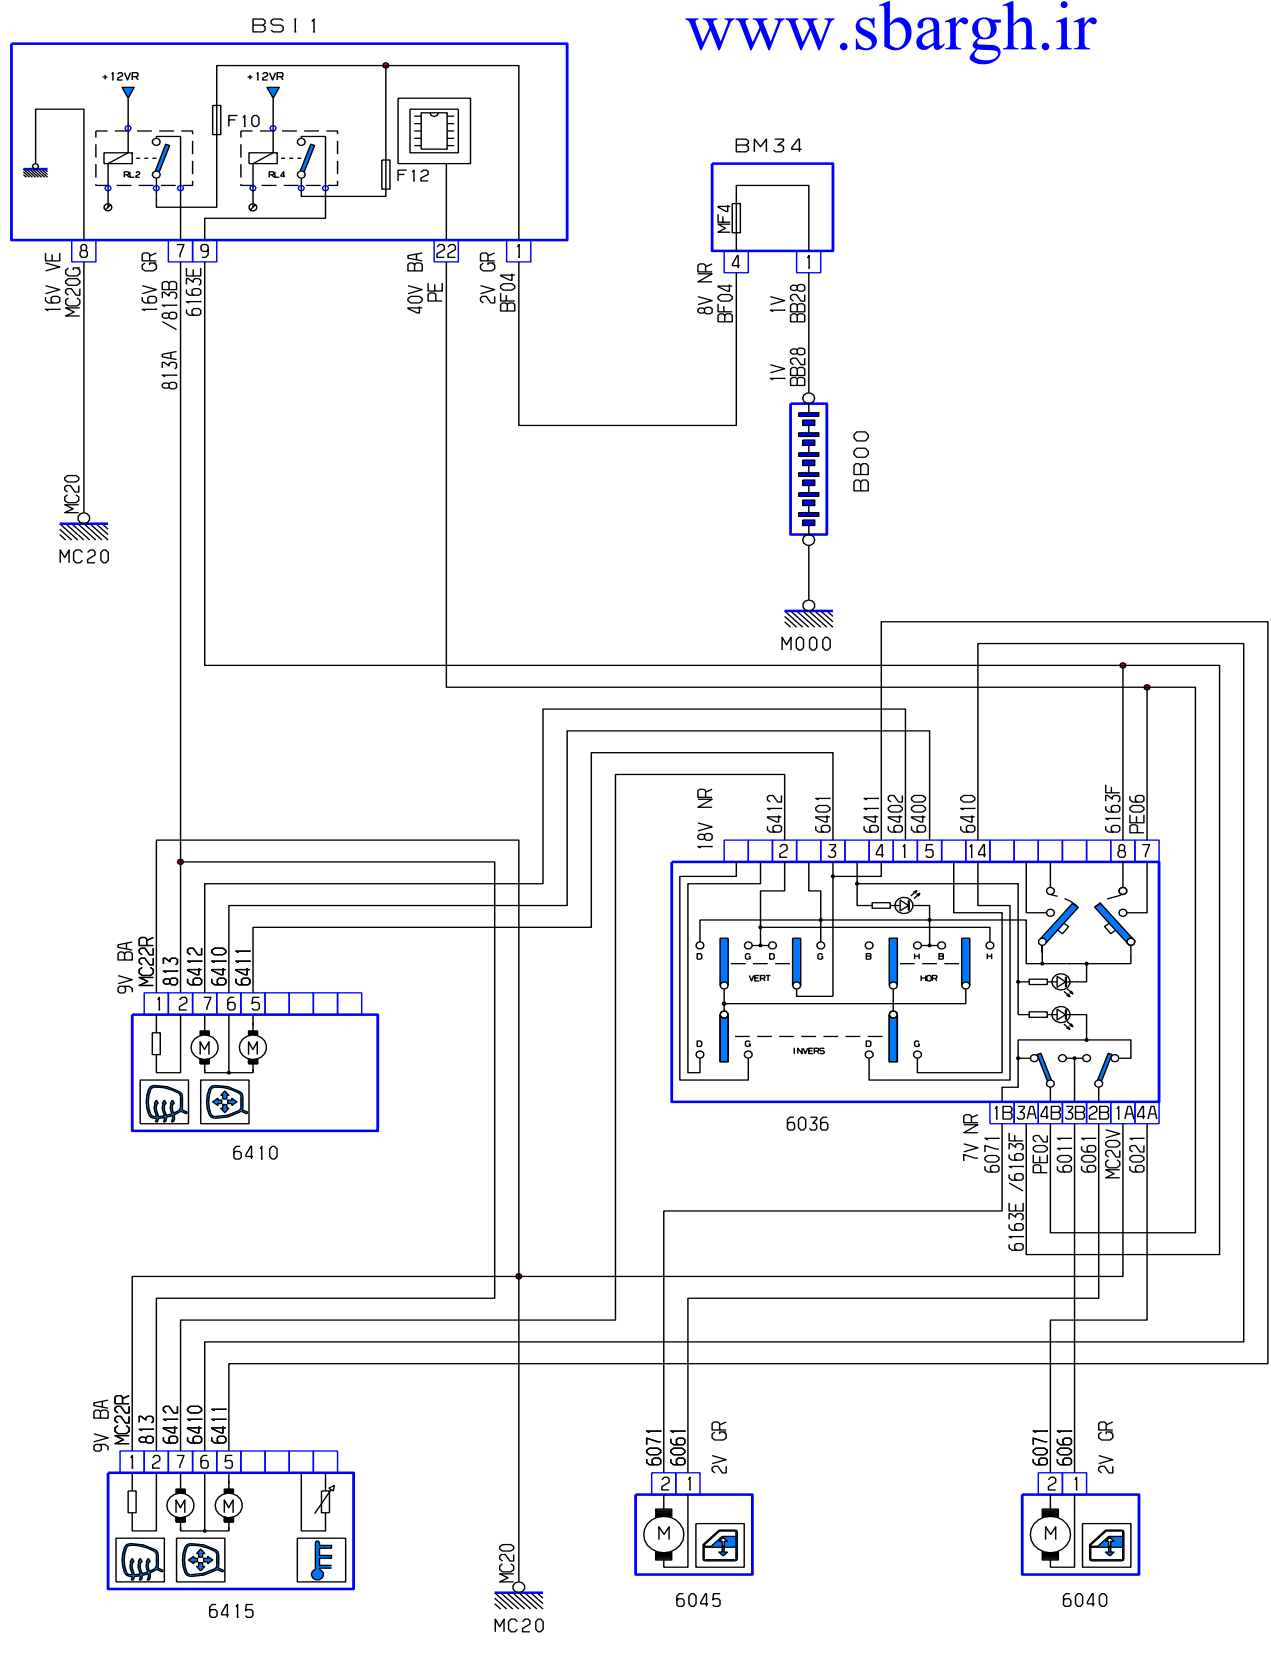 www.sbargh.ir
BSI1
+12VR
+12VR
F10
F12
RL2
RL4
8
7
9
22
1
16V VE
MC20G
16V GR
/813B
6163E
40V BA
PE
2V GR
BF04
813A
BM34
MF4
4
1
8V NR
BF04
1V
BB28
1V
BB28
BB00
M000
MC20
MC20
18V NR
6412
6401
6411
6402
6400
6410
6163F
PE06
2
3
4
1
5
14
8
7
D
G
D
G
B
H
B
H
VERT
HOR
D
G
D
G
INVERS
6036
1B
3A
4B
3B
2B
1A
4A
7V NR
6071
6163E /6163F
PE02
6011
6061
MC20V
6021
9V BA
MC22R
813
6412
6410
6411
1
2
7
6
5
M
M
6410
9V BA
MC22R
813
6412
6410
6411
1
2
7
6
5
M
M
6415
MC20
MC20
6071
6061
2V GR
2
1
M
6045
6071
6061
2V GR
2
1
M
6040